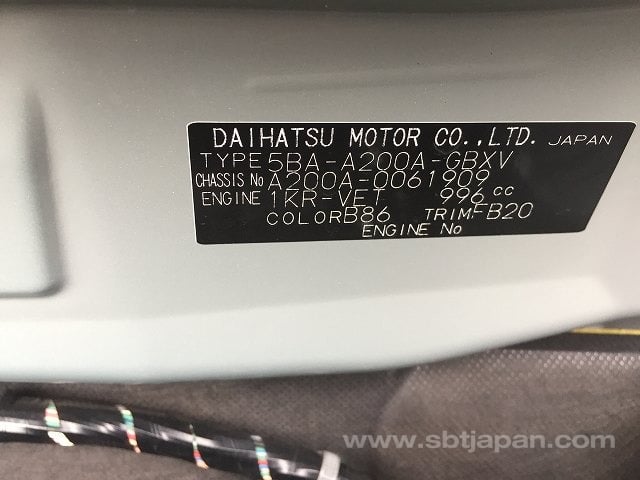 DAIHATSU MOTOR CO.,LTD. JAPAN
TYPE 5BA-A200A-GBXV
CHASSIS No A200A-0061909
ENGINE 1KR-VET 996 cc
COLOR B86 TRIM FB20
ENGINE No
www.sbtjapan.com